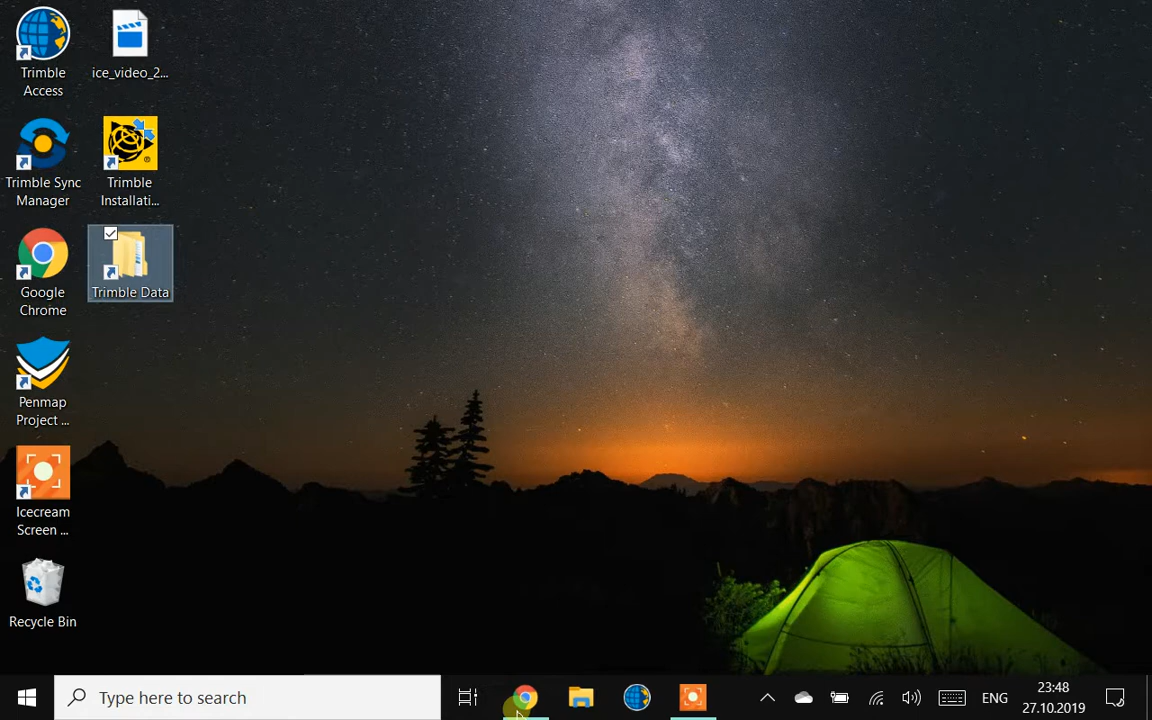 Trimble
Access
ice_video_2...
Trimble Sync
Manager
Trimble
Installati...
Google
Chrome
Trimble Data
Penmap
Project ...
Icecream
Screen ...
Recycle Bin
Type here to search
ENG
23:48
27.10.2019